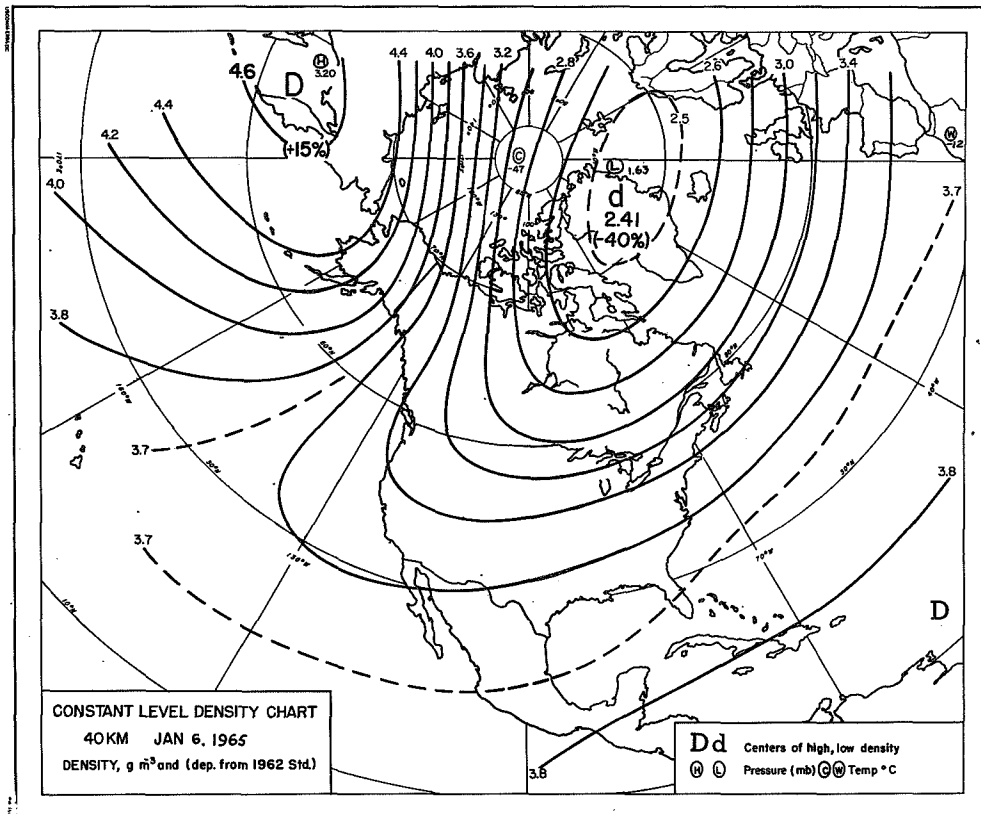 4.4 4.0 3.6 3.2 2.8 2.6 3.0 3.4
H
3.20
4.6
D
4.4
2.5
W
-12
4.2
(+15%)
C
-47
L 1.63
d
4.0
2.41
(-40%)
3.7
3.8
3.7
3.8
3.7
D
CONSTANT LEVEL DENSITY CHART
40KM JAN 6, 1965
DENSITY, g m̄³ and (dep. from 1962 Std.)
D d Centers of high, low density
H L Pressure (mb) C W Temp °C
3.8